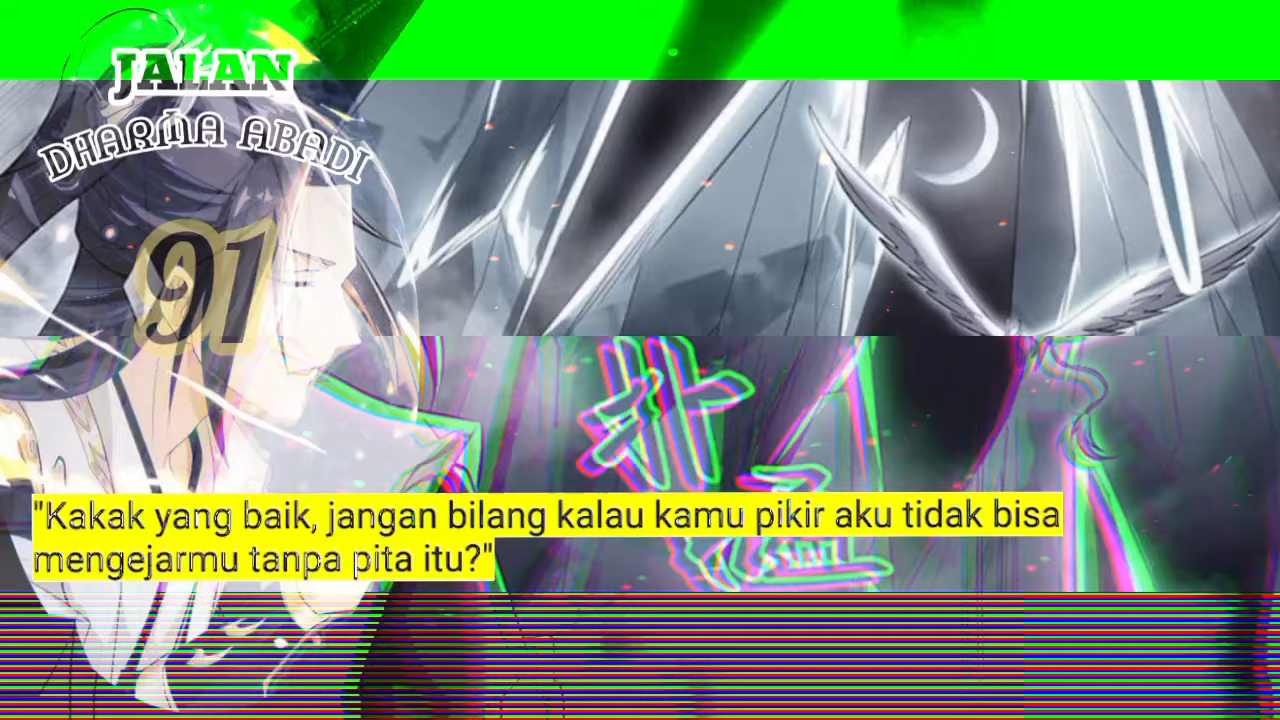 JALAN
DHARMA ABADI
91
"Kakak yang baik, jangan bilang kalau kamu pikir aku tidak bisa
mengejarmu tanpa pita itu?"